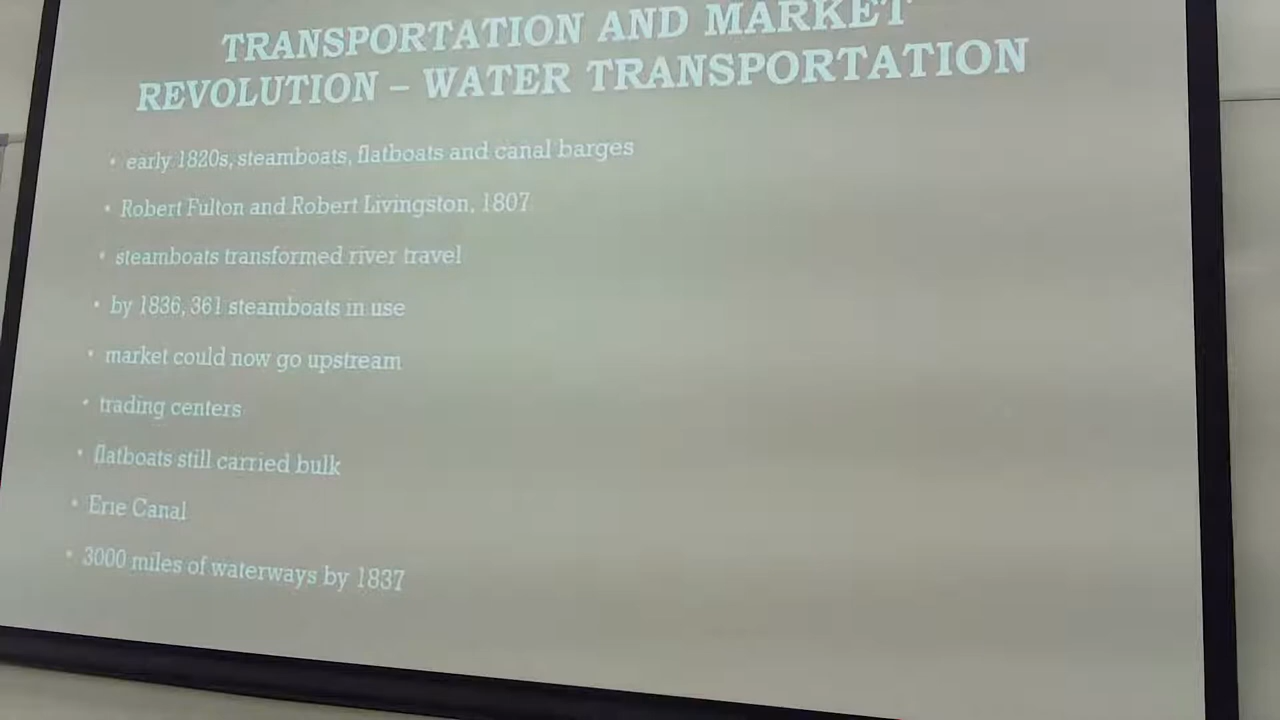 TRANSPORTATION AND MARKET
REVOLUTION – WATER TRANSPORTATION
• early 1820s, steamboats, flatboats and canal barges
• Robert Fulton and Robert Livingston, 1807
• steamboats transformed river travel
• by 1836, 361 steamboats in use
• market could now go upstream
• trading centers
• flatboats still carried bulk
• Erie Canal
• 3000 miles of waterways by 1837